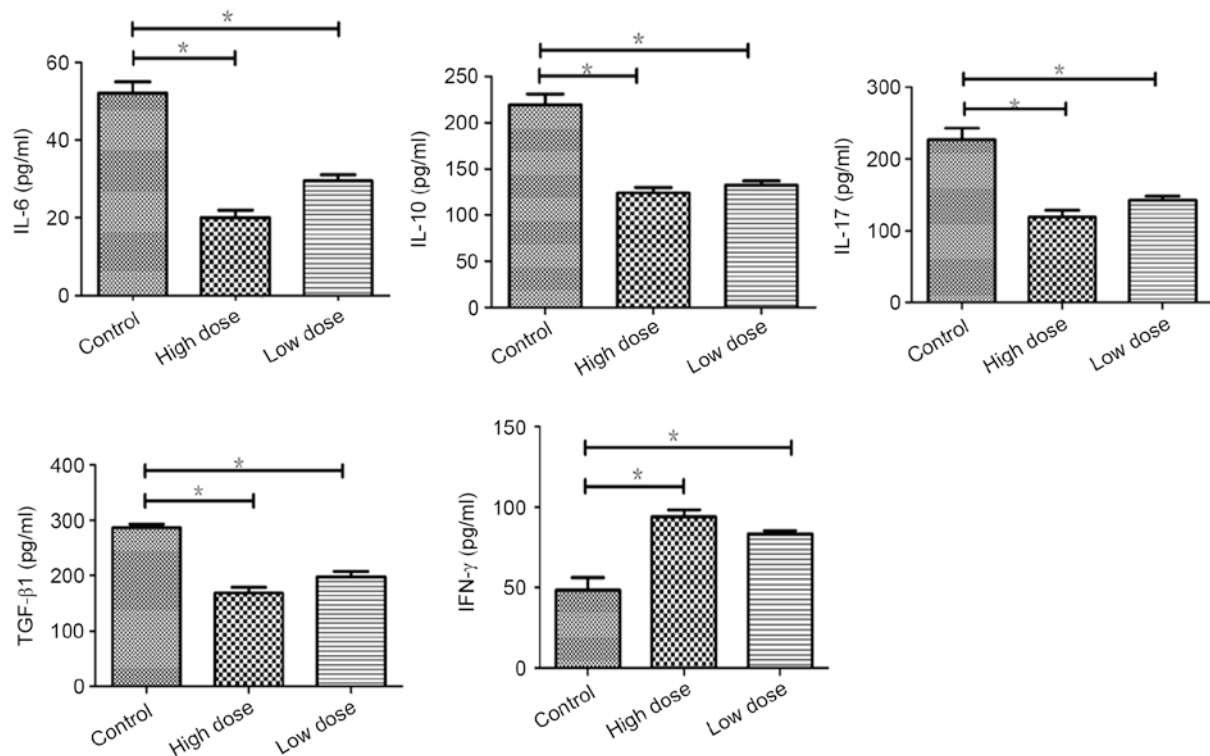 *
*
IL-6 (pg/ml)
60
40
20
0
Control
High dose
Low dose
*
*
IL-10 (pg/ml)
250
200
150
100
50
0
Control
High dose
Low dose
*
*
IL-17 (pg/ml)
300
200
100
0
Control
High dose
Low dose
*
*
TGF-β1 (pg/ml)
400
300
200
100
0
Control
High dose
Low dose
*
*
IFN-γ (pg/ml)
150
100
50
0
Control
High dose
Low dose